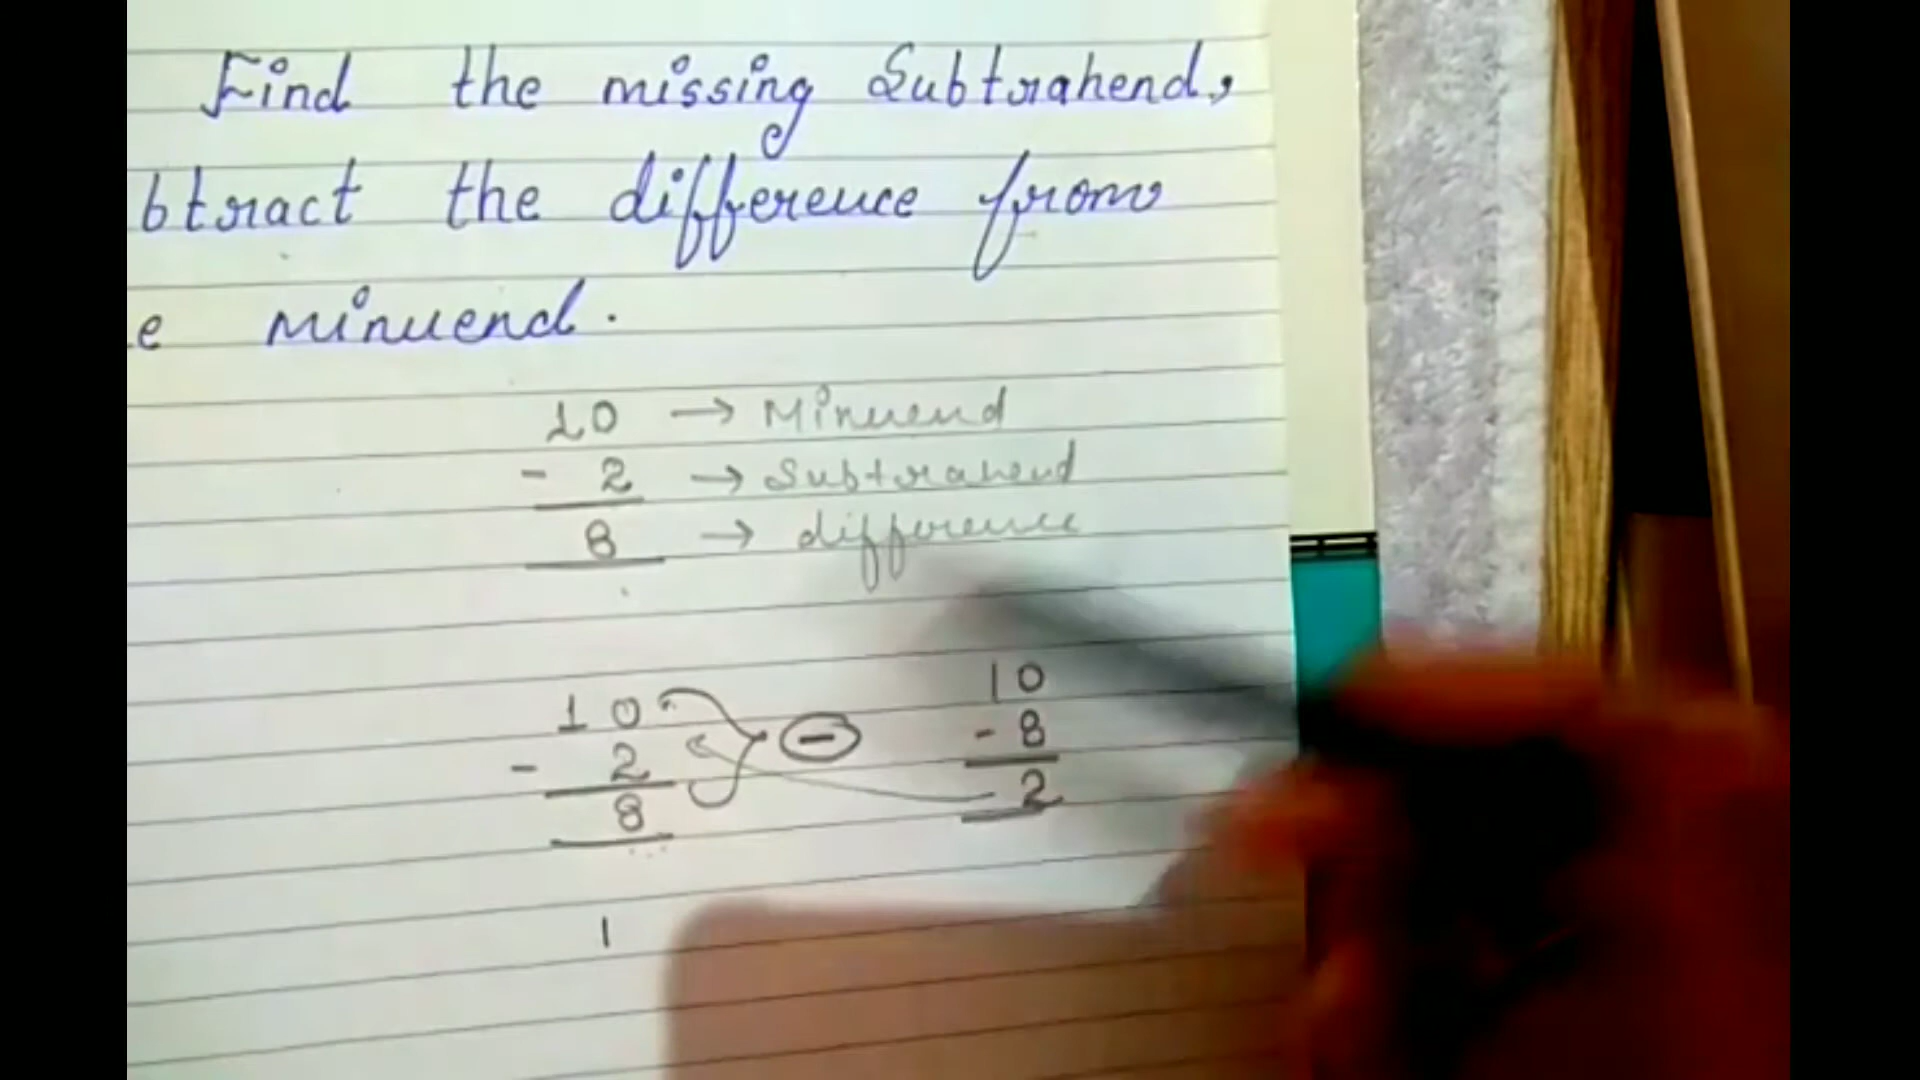 Find the missing Subtrahend,
btract the difference from
e minuend.
10 → Minuend
- 2 → Subtrahend
8 → difference
10 10
- 2 - - 8
8 2
1